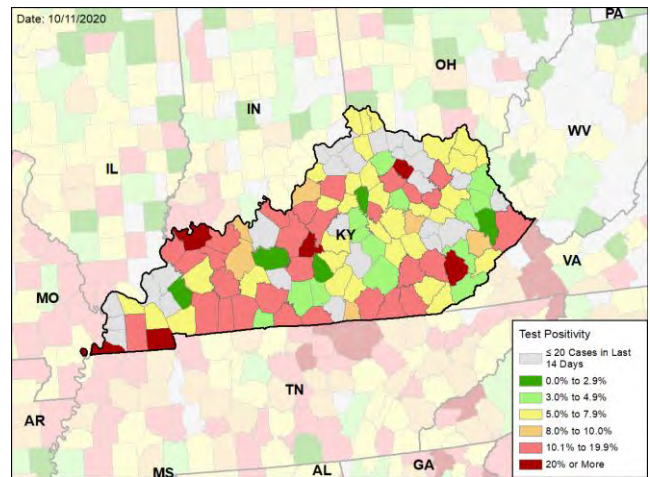 Date: 10/11/2020
PA
OH
IN
WV
IL
KY
VA
MO
TN
AR
MS
AL
GA
Test Positivity
≤ 20 Cases in Last
14 Days
0.0% to 2.9%
3.0% to 4.9%
5.0% to 7.9%
8.0% to 10.0%
10.1% to 19.9%
20% or More